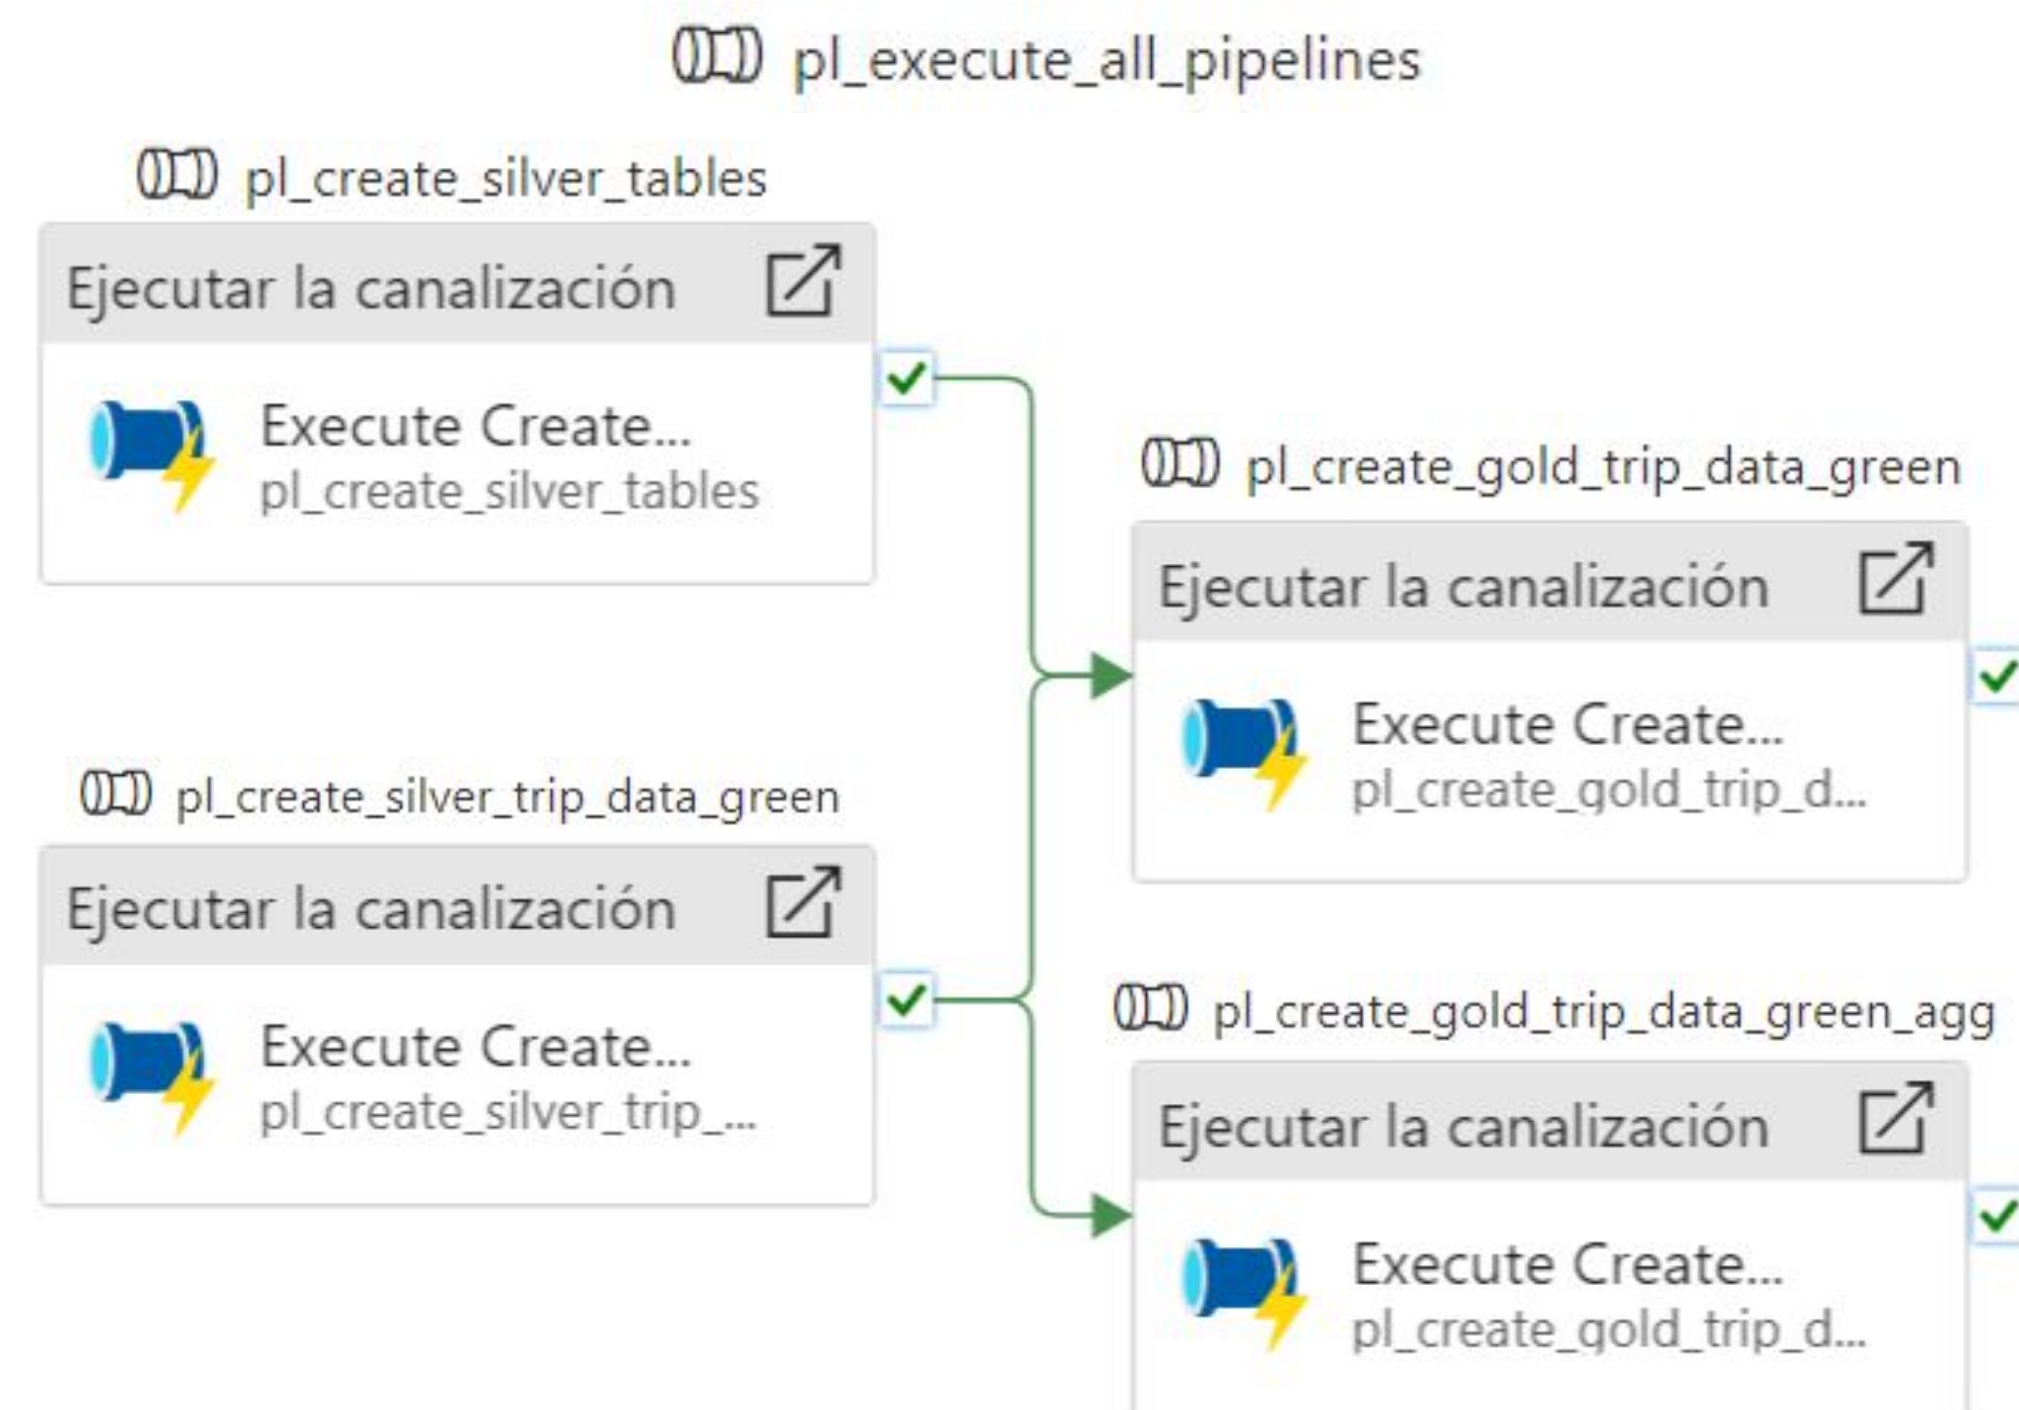 pl_execute_all_pipelines
pl_create_silver_tables
Ejecutar la canalización
Execute Create...
pl_create_silver_tables
pl_create_silver_trip_data_green
Ejecutar la canalización
Execute Create...
pl_create_silver_trip_...
pl_create_gold_trip_data_green
Ejecutar la canalización
Execute Create...
pl_create_gold_trip_d...
pl_create_gold_trip_data_green_agg
Ejecutar la canalización
Execute Create...
pl_create_gold_trip_d...